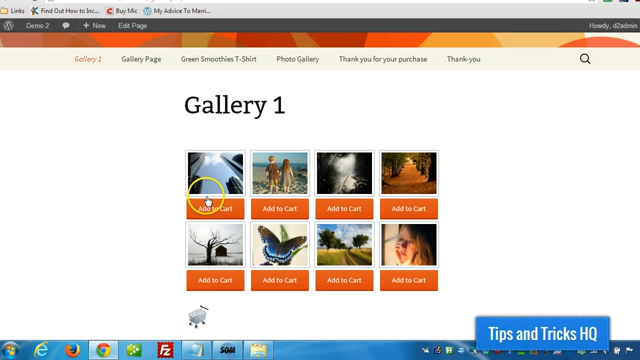 Links
Find Out How to Inc...
Buy Mic
My Advice To Marri...
Demo 2
New
Edit Page
Howdy, d2admin
Gallery 1
Gallery Page
Green Smoothies T-Shirt
Photo Gallery
Thank you for your purchase
Thank-you
Gallery 1
Add to Cart
Add to Cart
Add to Cart
Add to Cart
Add to Cart
Add to Cart
Add to Cart
Add to Cart
Tips and Tricks HQ